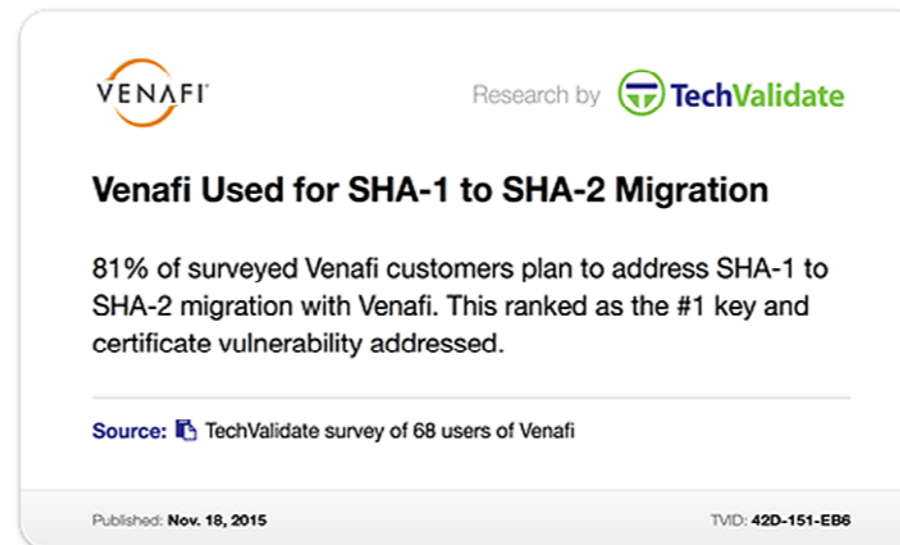 VENAFI
Research by TechValidate
Venafi Used for SHA-1 to SHA-2 Migration
81% of surveyed Venafi customers plan to address SHA-1 to
SHA-2 migration with Venafi. This ranked as the #1 key and
certificate vulnerability addressed.
Source: TechValidate survey of 68 users of Venafi
Published: Nov. 18, 2015
TVID: 42D-151-EB6